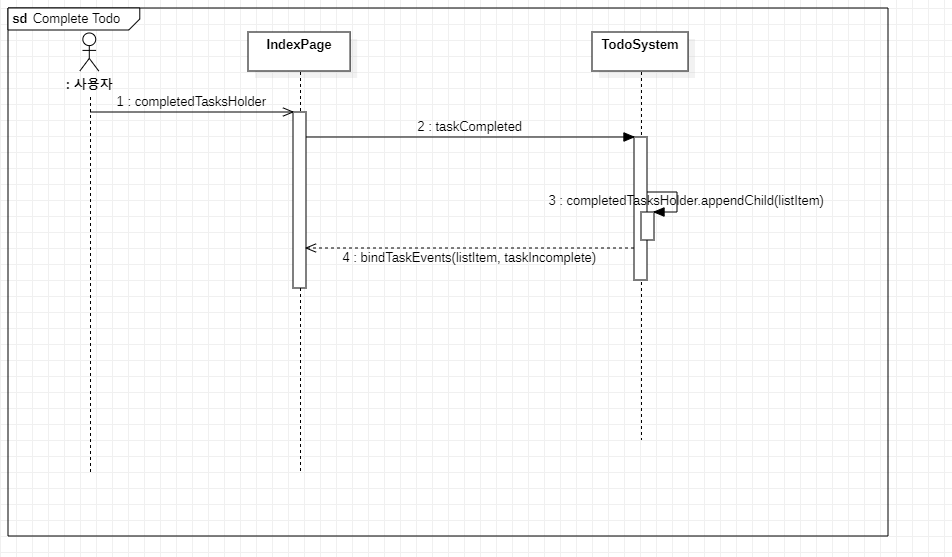 sd Complete Todo
IndexPage
TodoSystem
: 사용자
1 : completedTasksHolder
2 : taskCompleted
3 : completedTasksHolder.appendChild(listItem)
4 : bindTaskEvents(listItem, taskIncomplete)